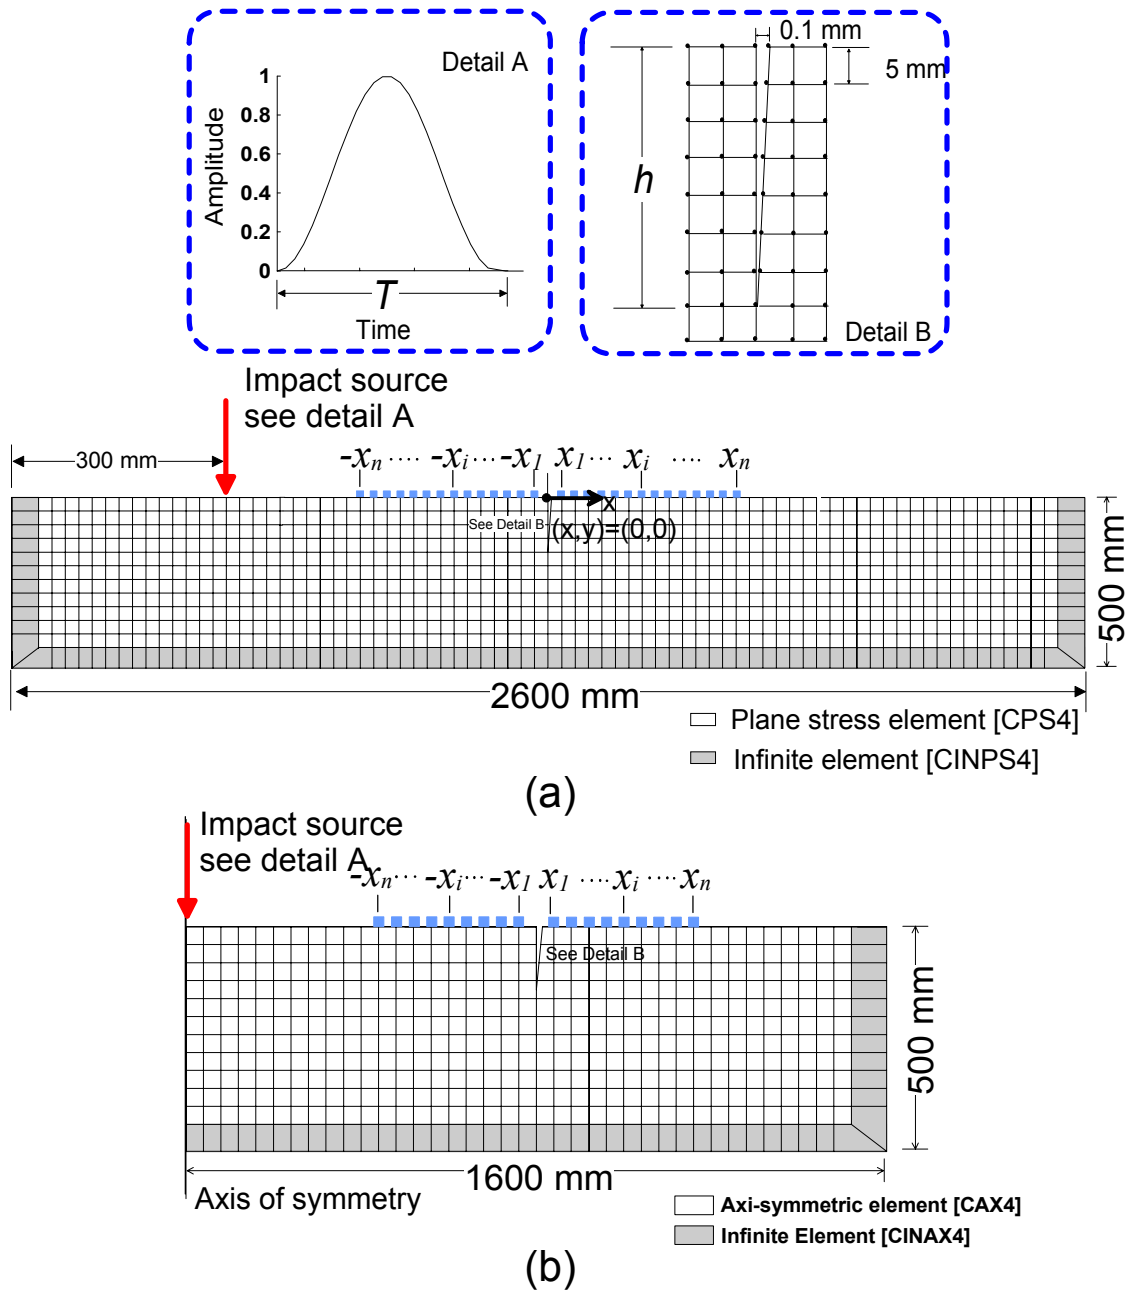 Detail A
1
0.8
0.6
0.4
0.2
0
Amplitude
T
Time
0.1 mm
5 mm
h
Detail B
Impact source
see detail A
300 mm
-xn ···· -xi ··· -x1 x1 ··· xi ···· xn
x
See Detail B
(x,y)=(0,0)
500 mm
2600 mm
Plane stress element [CPS4]
Infinite element [CINPS4]
(a)
Impact source
see detail A
-xn ··· -xi ··· -x1 x1 ···· xi ···· xn
See Detail B
500 mm
1600 mm
Axis of symmetry
Axi-symmetric element [CAX4]
Infinite Element [CINAX4]
(b)